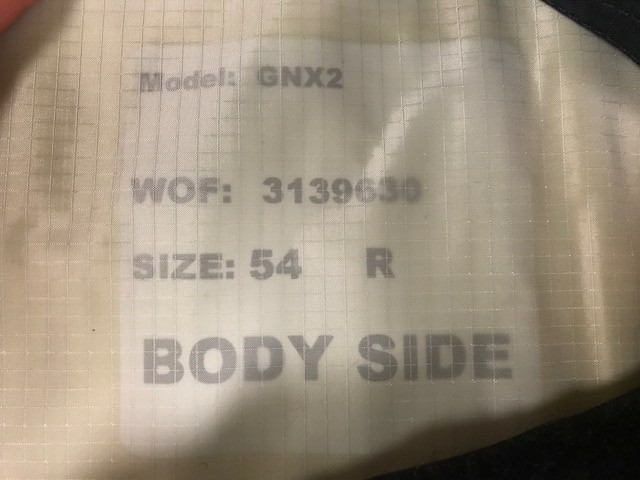 Model: GNX2
WOF: 3139630
SIZE: 54 R
BODY SIDE